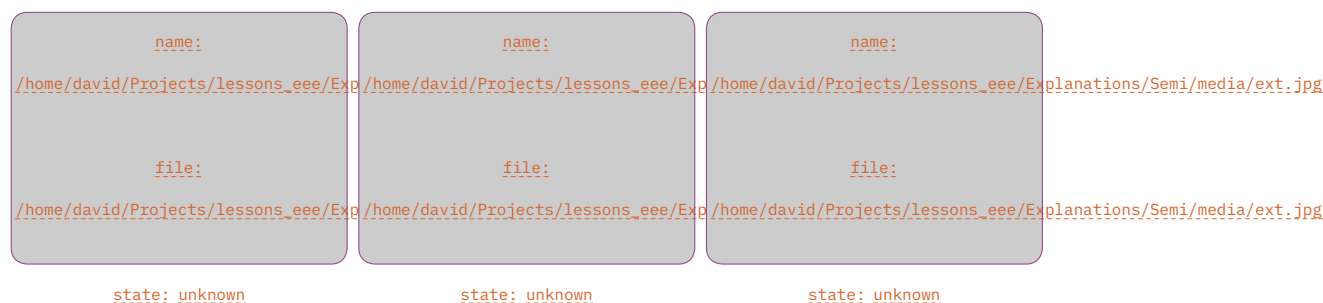 name: name: name:
/home/david/Projects/lessons_eee/Exp /home/david/Projects/lessons_eee/Exp /home/david/Projects/lessons_eee/Explanations/Semi/media/ext.jpg
file: file: file:
/home/david/Projects/lessons_eee/Exp /home/david/Projects/lessons_eee/Exp /home/david/Projects/lessons_eee/Explanations/Semi/media/ext.jpg
state: unknown state: unknown state: unknown